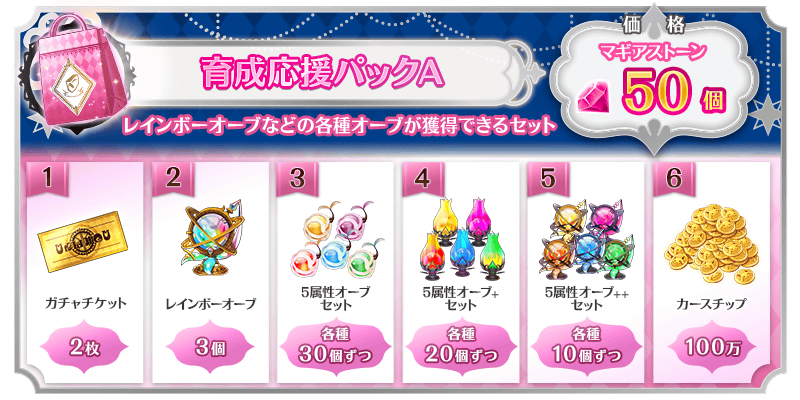 育成応援パックA
価格
マギアストーン
50個
レインボーオーブなどの各種オーブが獲得できるセット
1
ガチャチケット
2枚
2
レインボーオーブ
3個
3
5属性オーブ
セット
各種
30個ずつ
4
5属性オーブ+
セット
各種
20個ずつ
5
5属性オーブ++
セット
各種
10個ずつ
6
カースチップ
100万